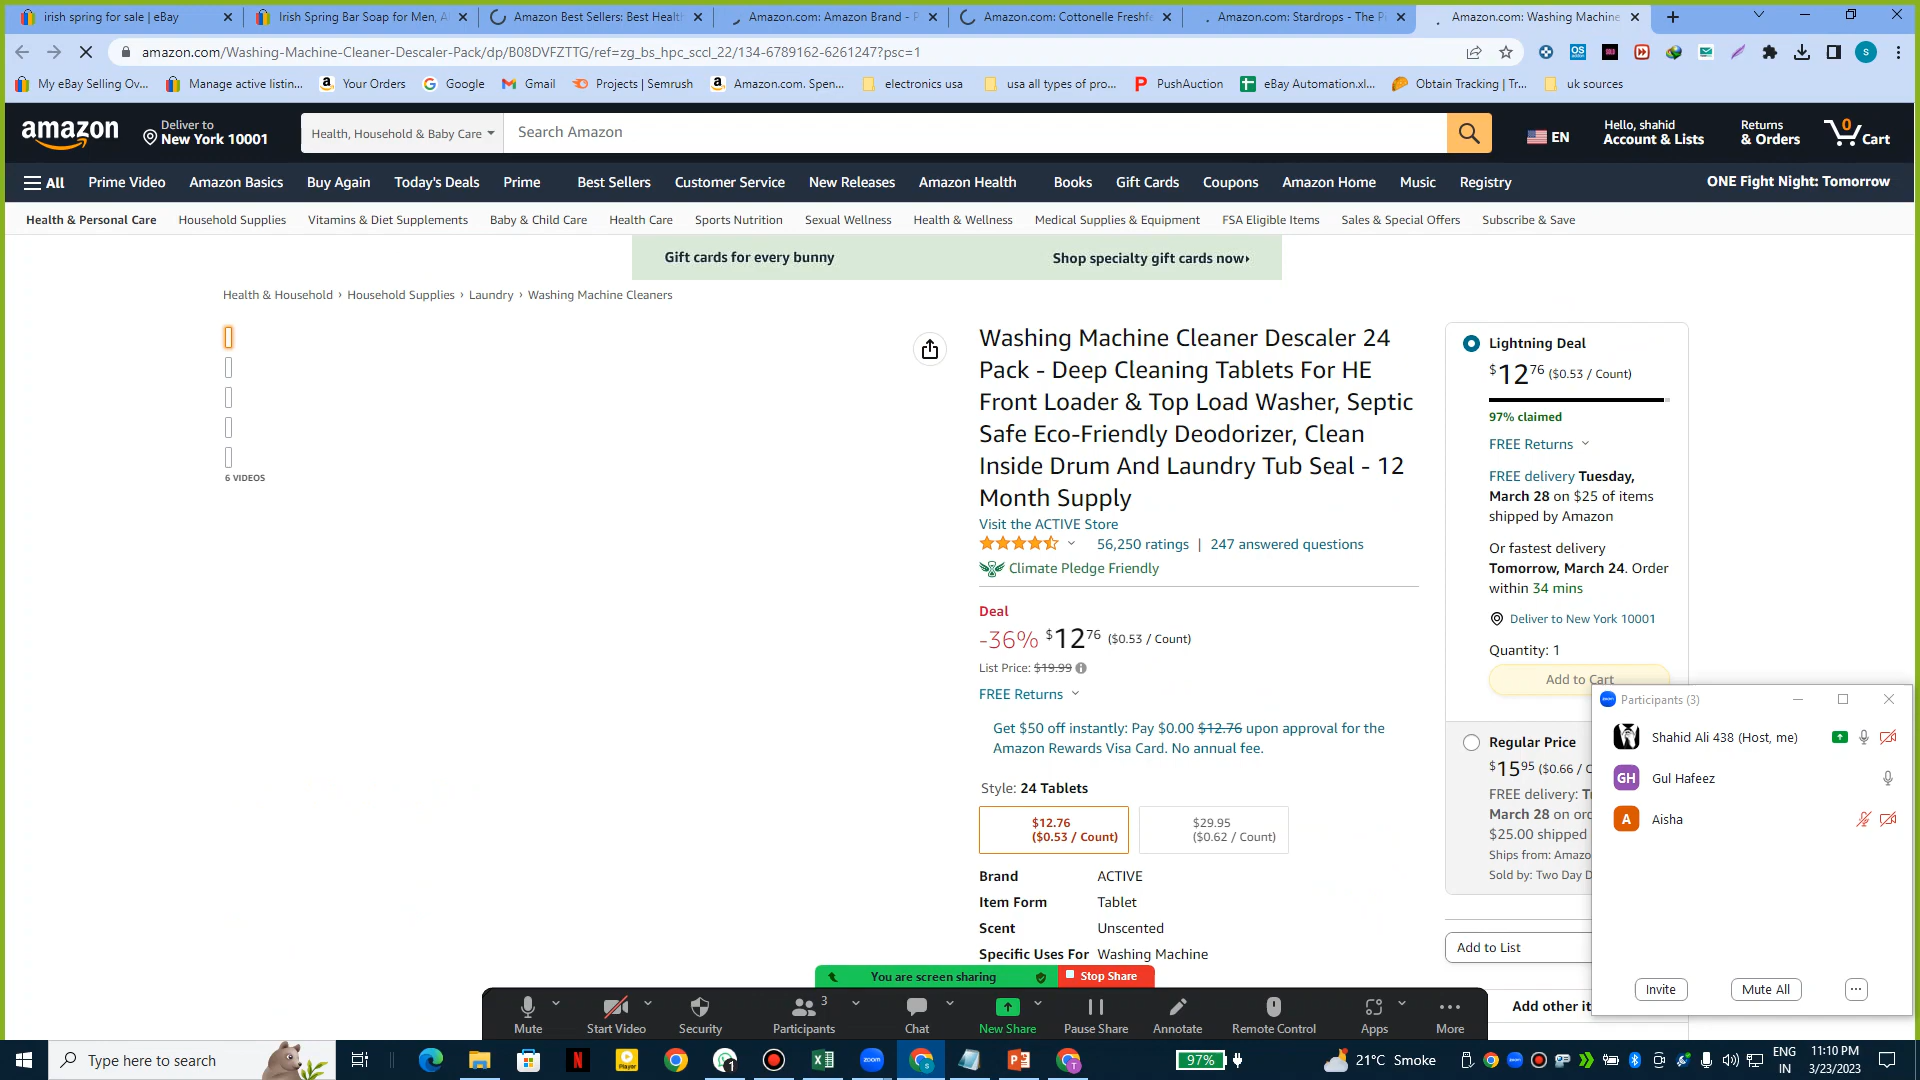 irish spring for sale | eBay
Irish Spring Bar Soap for Men, A
Amazon Best Sellers: Best Healt
Amazon.com: Amazon Brand - P
Amazon.com: Cottonelle Freshfe
Amazon.com: Stardrops - The Pi
Amazon.com: Washing Machine
amazon.com/Washing-Machine-Cleaner-Descaler-Pack/dp/B08DVFZTTG/ref=zg_bs_hpc_sccl_22/134-6789162-6261247?psc=1
My eBay Selling Ov...
Manage active listin...
Your Orders
Google
Gmail
Projects | Semrush
Amazon.com. Spen...
electronics usa
usa all types of pro...
PushAuction
eBay Automation.xl...
Obtain Tracking | Tr...
uk sources
amazon
Deliver to
New York 10001
Health, Household & Baby Care
Search Amazon
EN
Hello, shahid
Account & Lists
Returns
& Orders
0
Cart
All
Prime Video
Amazon Basics
Buy Again
Today's Deals
Prime
Best Sellers
Customer Service
New Releases
Amazon Health
Books
Gift Cards
Coupons
Amazon Home
Music
Registry
ONE Fight Night: Tomorrow
Health & Personal Care
Household Supplies
Vitamins & Diet Supplements
Baby & Child Care
Health Care
Sports Nutrition
Sexual Wellness
Health & Wellness
Medical Supplies & Equipment
FSA Eligible Items
Sales & Special Offers
Subscribe & Save
Gift cards for every bunny
Shop specialty gift cards now
Health & Household › Household Supplies › Laundry › Washing Machine Cleaners
6 VIDEOS
Washing Machine Cleaner Descaler 24
Pack - Deep Cleaning Tablets For HE
Front Loader & Top Load Washer, Septic
Safe Eco-Friendly Deodorizer, Clean
Inside Drum And Laundry Tub Seal - 12
Month Supply
Visit the ACTIVE Store
56,250 ratings | 247 answered questions
Climate Pledge Friendly
Deal
-36% $12 76 ($0.53 / Count)
List Price: $19.99
FREE Returns
Get $50 off instantly: Pay $0.00 $12.76 upon approval for the
Amazon Rewards Visa Card. No annual fee.
Style: 24 Tablets
$12.76
($0.53 / Count)
$29.95
($0.62 / Count)
Brand ACTIVE
Item Form Tablet
Scent Unscented
Specific Uses For Washing Machine
Lightning Deal
$12 76 ($0.53 / Count)
97% claimed
FREE Returns
FREE delivery Tuesday,
March 28 on $25 of items
shipped by Amazon
Or fastest delivery
Tomorrow, March 24. Order
within 34 mins
Deliver to New York 10001
Quantity: 1
Add to Cart
Regular Price
$15 95 ($0.66 / C
FREE delivery: T
March 28 on ord
$25.00 shipped
Ships from: Amazo
Sold by: Two Day D
Add to List
Add other it
Participants (3)
Shahid Ali 438 (Host, me)
GH
Gul Hafeez
A
Aisha
Invite
Mute All
...
You are screen sharing
Stop Share
Mute
Start Video
Security
3
Participants
Chat
New Share
Pause Share
Annotate
Remote Control
Apps
More
Type here to search
97%
21°C Smoke
ENG
IN
11:10 PM
3/23/2023